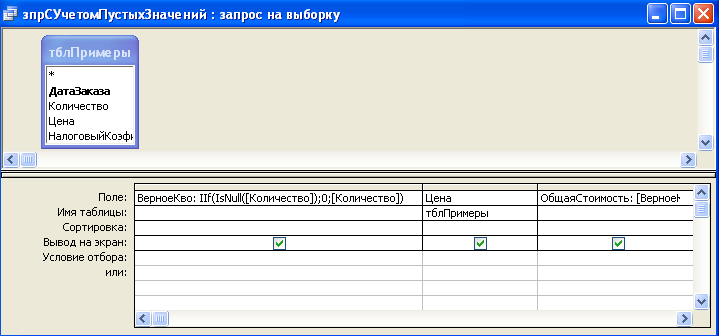 зпрСУчетомПустыхЗначений : запрос на выборку
тблПримеры
*
ДатаЗаказа
Количество
Цена
НалоговыйКоэфи
Поле: ВерноеКво: IIf(IsNull([Количество]);0;[Количество]) Цена ОбщаяСтоимость: [ВерноеК
Имя таблицы: тблПримеры
Сортировка:
Вывод на экран:
Условие отбора:
или: